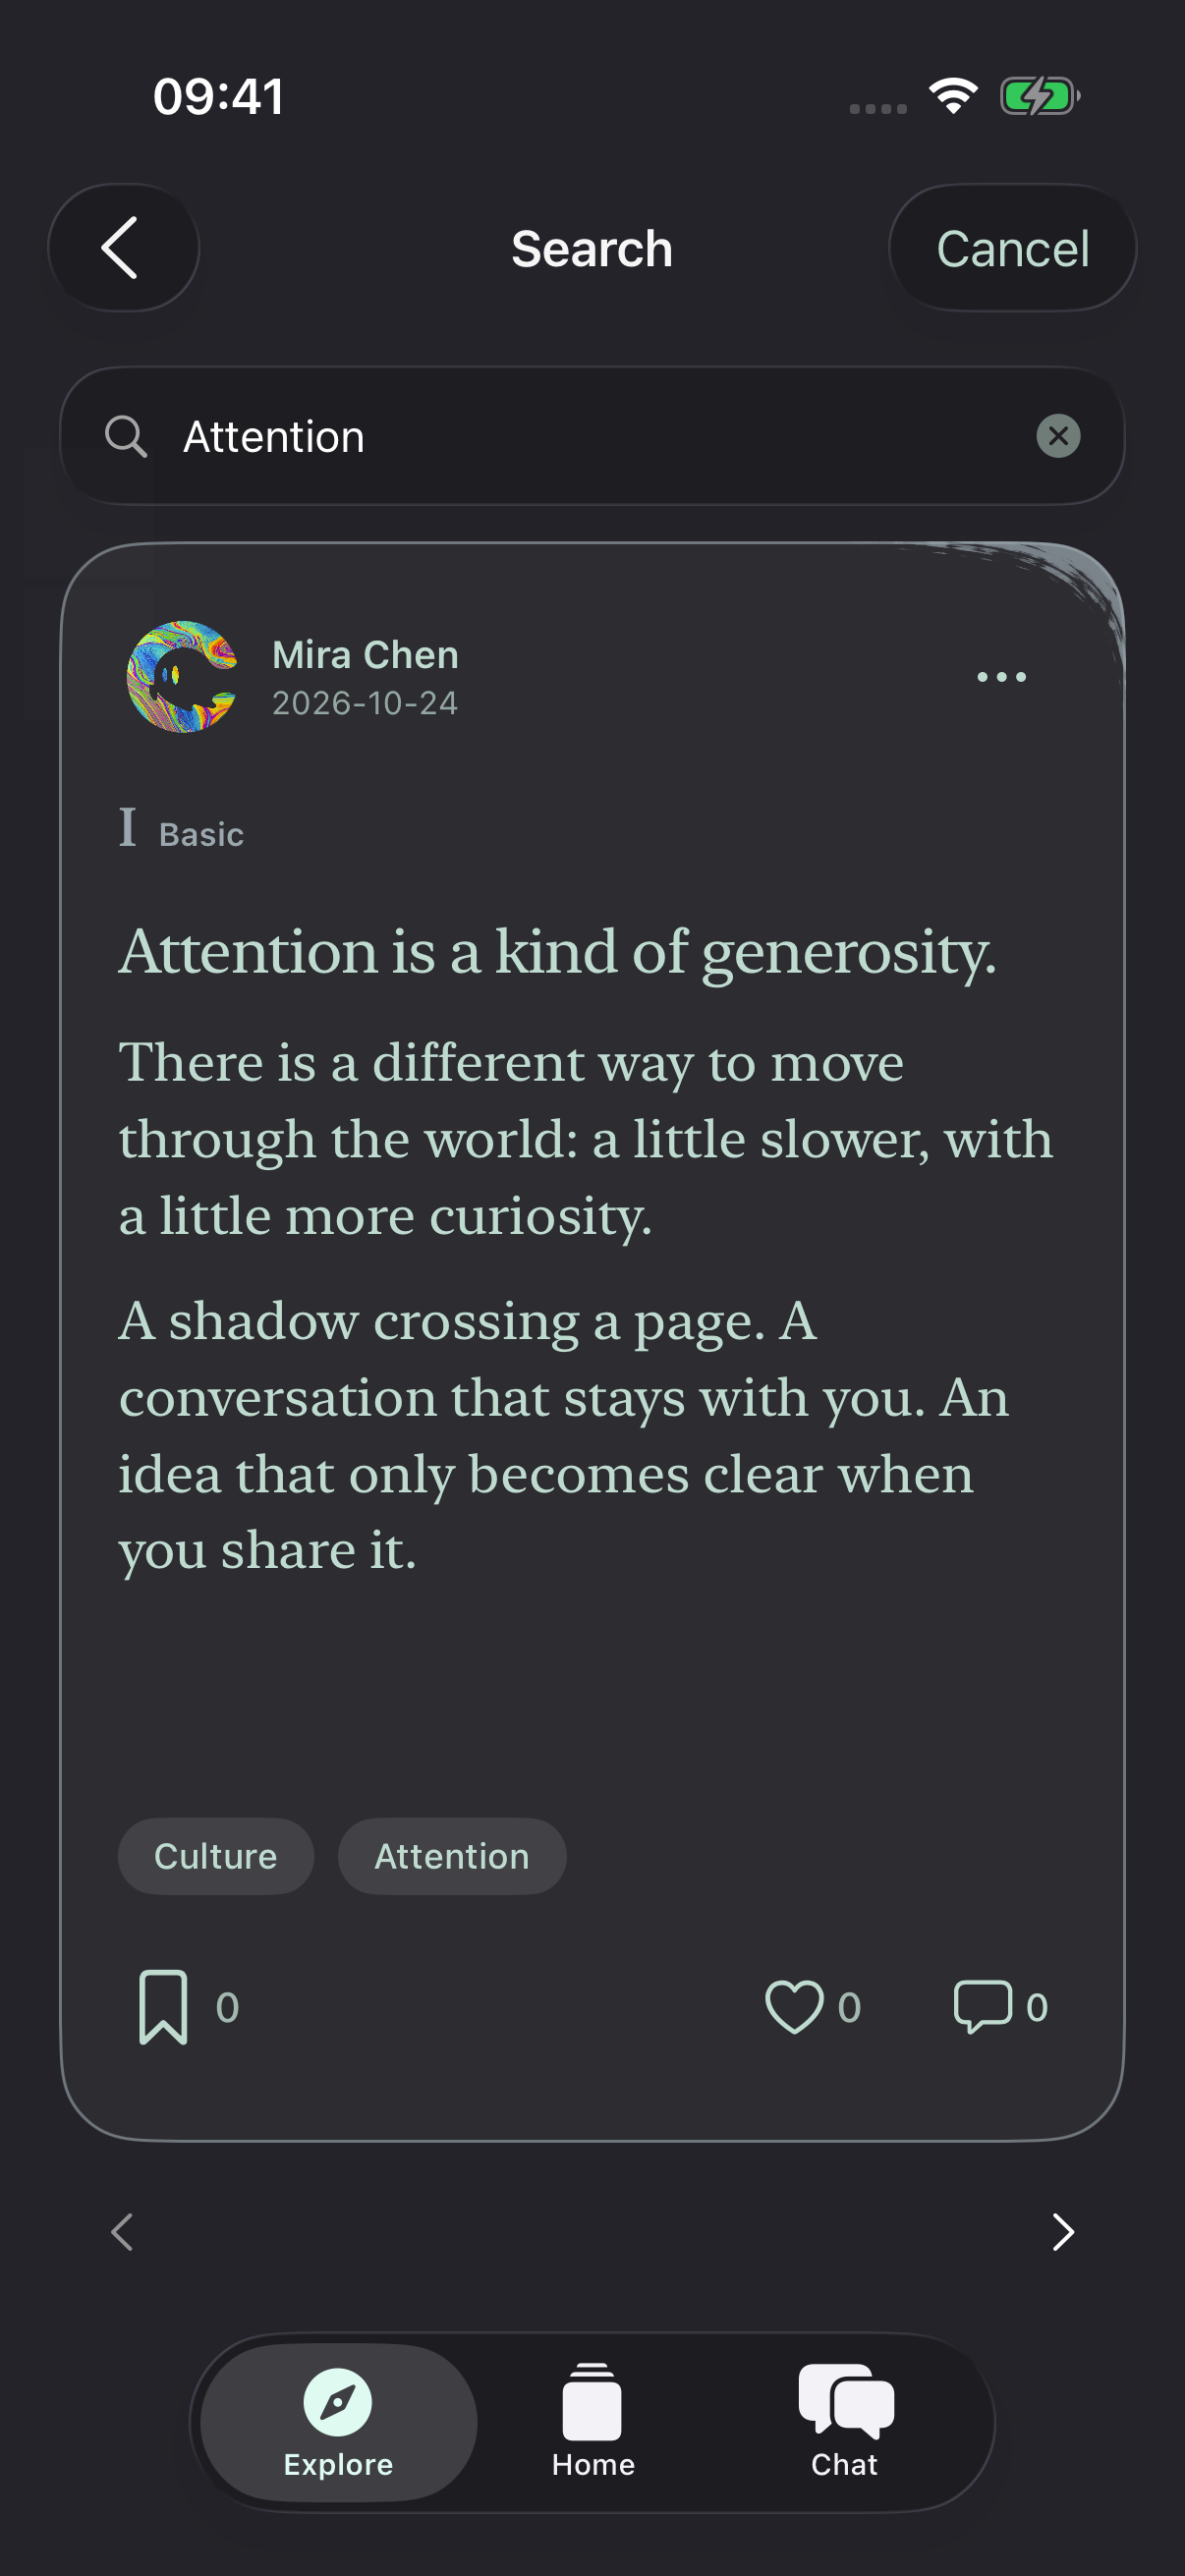 09:41
Search
Cancel
Attention
Mira Chen
2026-10-24
I Basic
Attention is a kind of generosity.
There is a different way to move
through the world: a little slower, with
a little more curiosity.
A shadow crossing a page. A
conversation that stays with you. An
idea that only becomes clear when
you share it.
Culture
Attention
0
0
0
Explore
Home
Chat